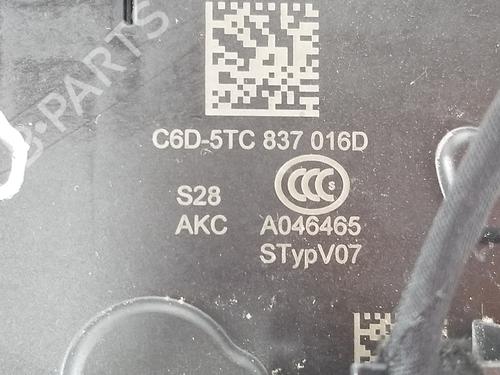 B-PARTS
C6D-5TC 837 016D
CCC S
S28
AKC A046465
STypV07